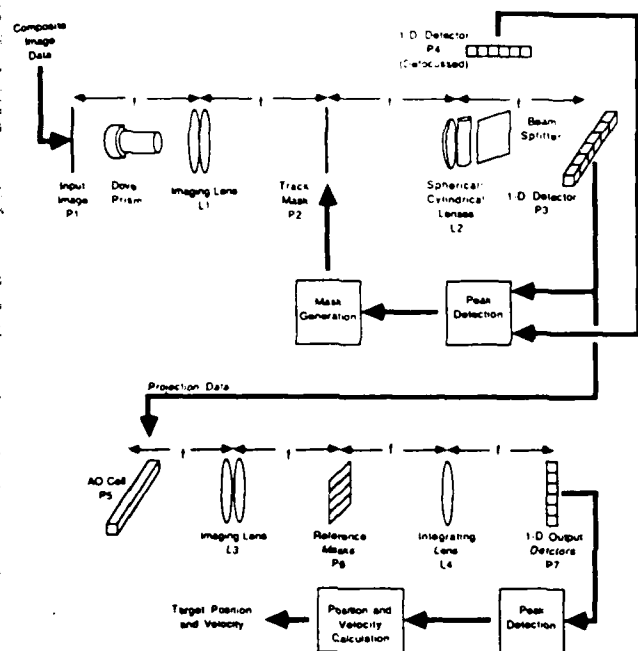 Composite
Image
Data
1-D Detector
P4
(Defocussed)
f
f
f
f
Beam
Splitter
Input
Image
P1
Dove
Prism
Imaging Lens
L1
Track
Mask
P2
Spherical/
Cylindrical
Lenses
L2
1-D Detector
P3
Mask
Generation
Peak
Detection
Projection Data
f
f
f
f
AO Cell
P5
Imaging Lens
L3
Reference
Masks
P6
Integrating
Lens
L4
1-D Output
Detectors
P7
Target Position
and Velocity
Position and
Velocity
Calculation
Peak
Detection